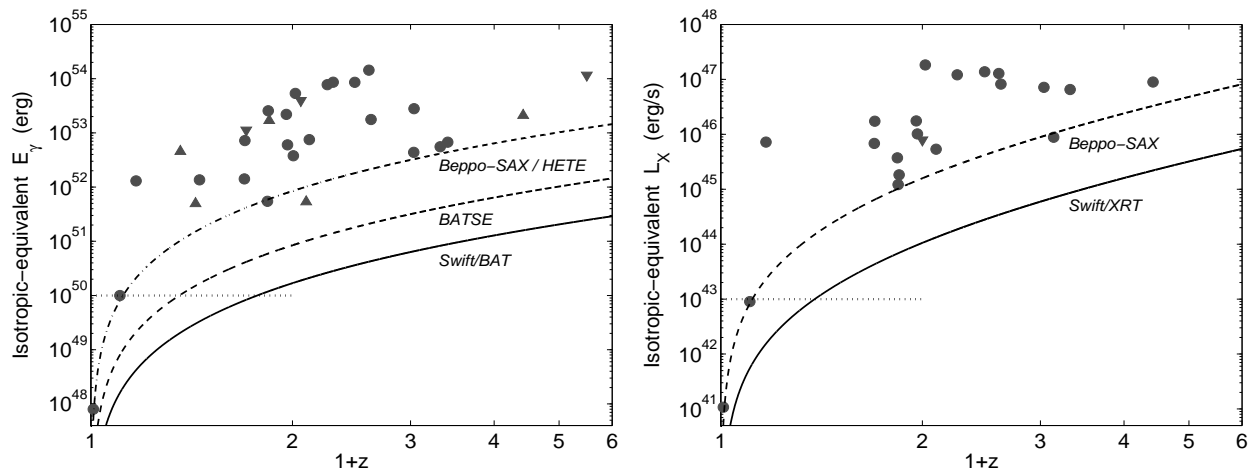 Isotropic−equivalent E_γ (erg)
10^55
10^54
10^53
10^52
10^51
10^50
10^49
10^48
Beppo−SAX / HETE
BATSE
Swift/BAT
1 2 3 4 5 6
1+z
Isotropic−equivalent L_X (erg/s)
10^48
10^47
10^46
10^45
10^44
10^43
10^42
10^41
Beppo−SAX
Swift/XRT
1 2 3 4 5 6
1+z